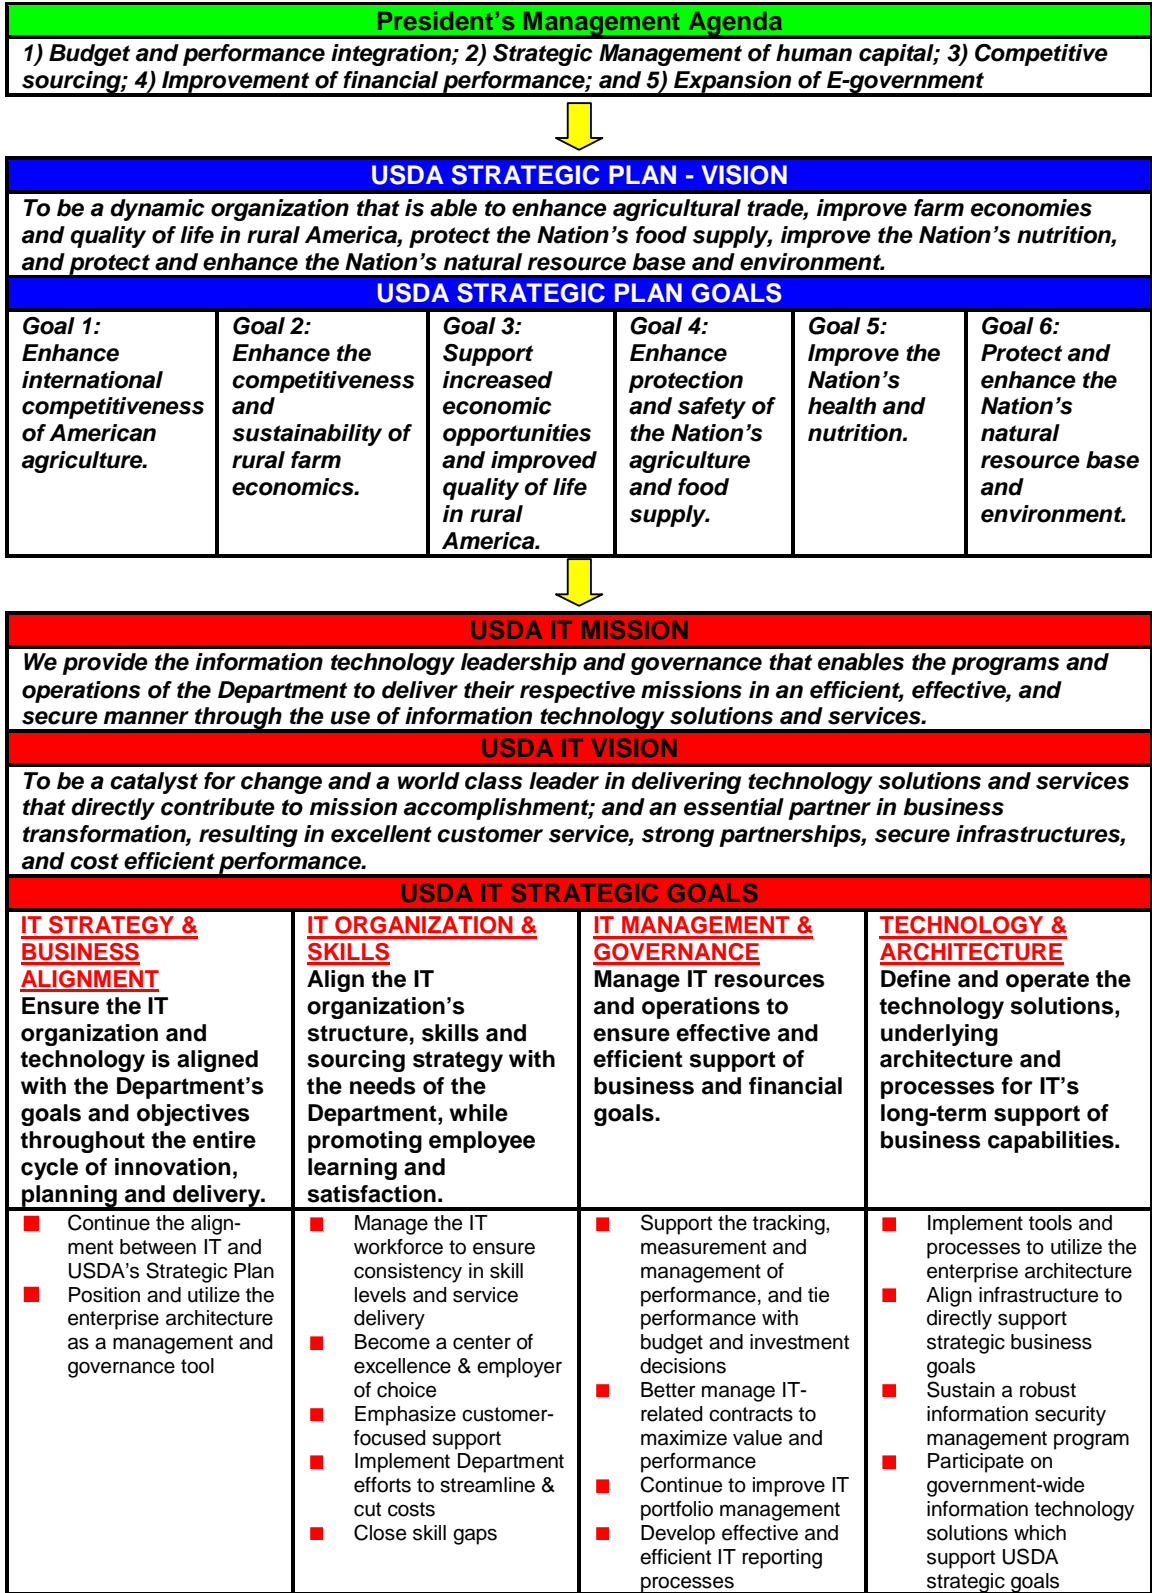 President's Management Agenda
1) Budget and performance integration; 2) Strategic Management of human capital; 3) Competitive
sourcing; 4) Improvement of financial performance; and 5) Expansion of E-government
USDA STRATEGIC PLAN - VISION
To be a dynamic organization that is able to enhance agricultural trade, improve farm economies
and quality of life in rural America, protect the Nation's food supply, improve the Nation's nutrition,
and protect and enhance the Nation's natural resource base and environment.
USDA STRATEGIC PLAN GOALS
Goal 1:
Enhance
international
competitiveness
of American
agriculture.
Goal 2:
Enhance the
competitiveness
and
sustainability of
rural farm
economics.
Goal 3:
Support
increased
economic
opportunities
and improved
quality of life
in rural
America.
Goal 4:
Enhance
protection
and safety of
the Nation's
agriculture
and food
supply.
Goal 5:
Improve the
Nation's
health and
nutrition.
Goal 6:
Protect and
enhance the
Nation's
natural
resource base
and
environment.
USDA IT MISSION
We provide the information technology leadership and governance that enables the programs and
operations of the Department to deliver their respective missions in an efficient, effective, and
secure manner through the use of information technology solutions and services.
USDA IT VISION
To be a catalyst for change and a world class leader in delivering technology solutions and services
that directly contribute to mission accomplishment; and an essential partner in business
transformation, resulting in excellent customer service, strong partnerships, secure infrastructures,
and cost efficient performance.
USDA IT STRATEGIC GOALS
IT STRATEGY &
BUSINESS
ALIGNMENT
Ensure the IT
organization and
technology is aligned
with the Department's
goals and objectives
throughout the entire
cycle of innovation,
planning and delivery.
IT ORGANIZATION &
SKILLS
Align the IT
organization's
structure, skills and
sourcing strategy with
the needs of the
Department, while
promoting employee
learning and
satisfaction.
IT MANAGEMENT &
GOVERNANCE
Manage IT resources
and operations to
ensure effective and
efficient support of
business and financial
goals.
TECHNOLOGY &
ARCHITECTURE
Define and operate the
technology solutions,
underlying
architecture and
processes for IT's
long-term support of
business capabilities.
Continue the align-
ment between IT and
USDA's Strategic Plan
Position and utilize the
enterprise architecture
as a management and
governance tool
Manage the IT
workforce to ensure
consistency in skill
levels and service
delivery
Become a center of
excellence & employer
of choice
Emphasize customer-
focused support
Implement Department
efforts to streamline &
cut costs
Close skill gaps
Support the tracking,
measurement and
management of
performance, and tie
performance with
budget and investment
decisions
Better manage IT-
related contracts to
maximize value and
performance
Continue to improve IT
portfolio management
Develop effective and
efficient IT reporting
processes
Implement tools and
processes to utilize the
enterprise architecture
Align infrastructure to
directly support
strategic business
goals
Sustain a robust
information security
management program
Participate on
government-wide
information technology
solutions which
support USDA
strategic goals